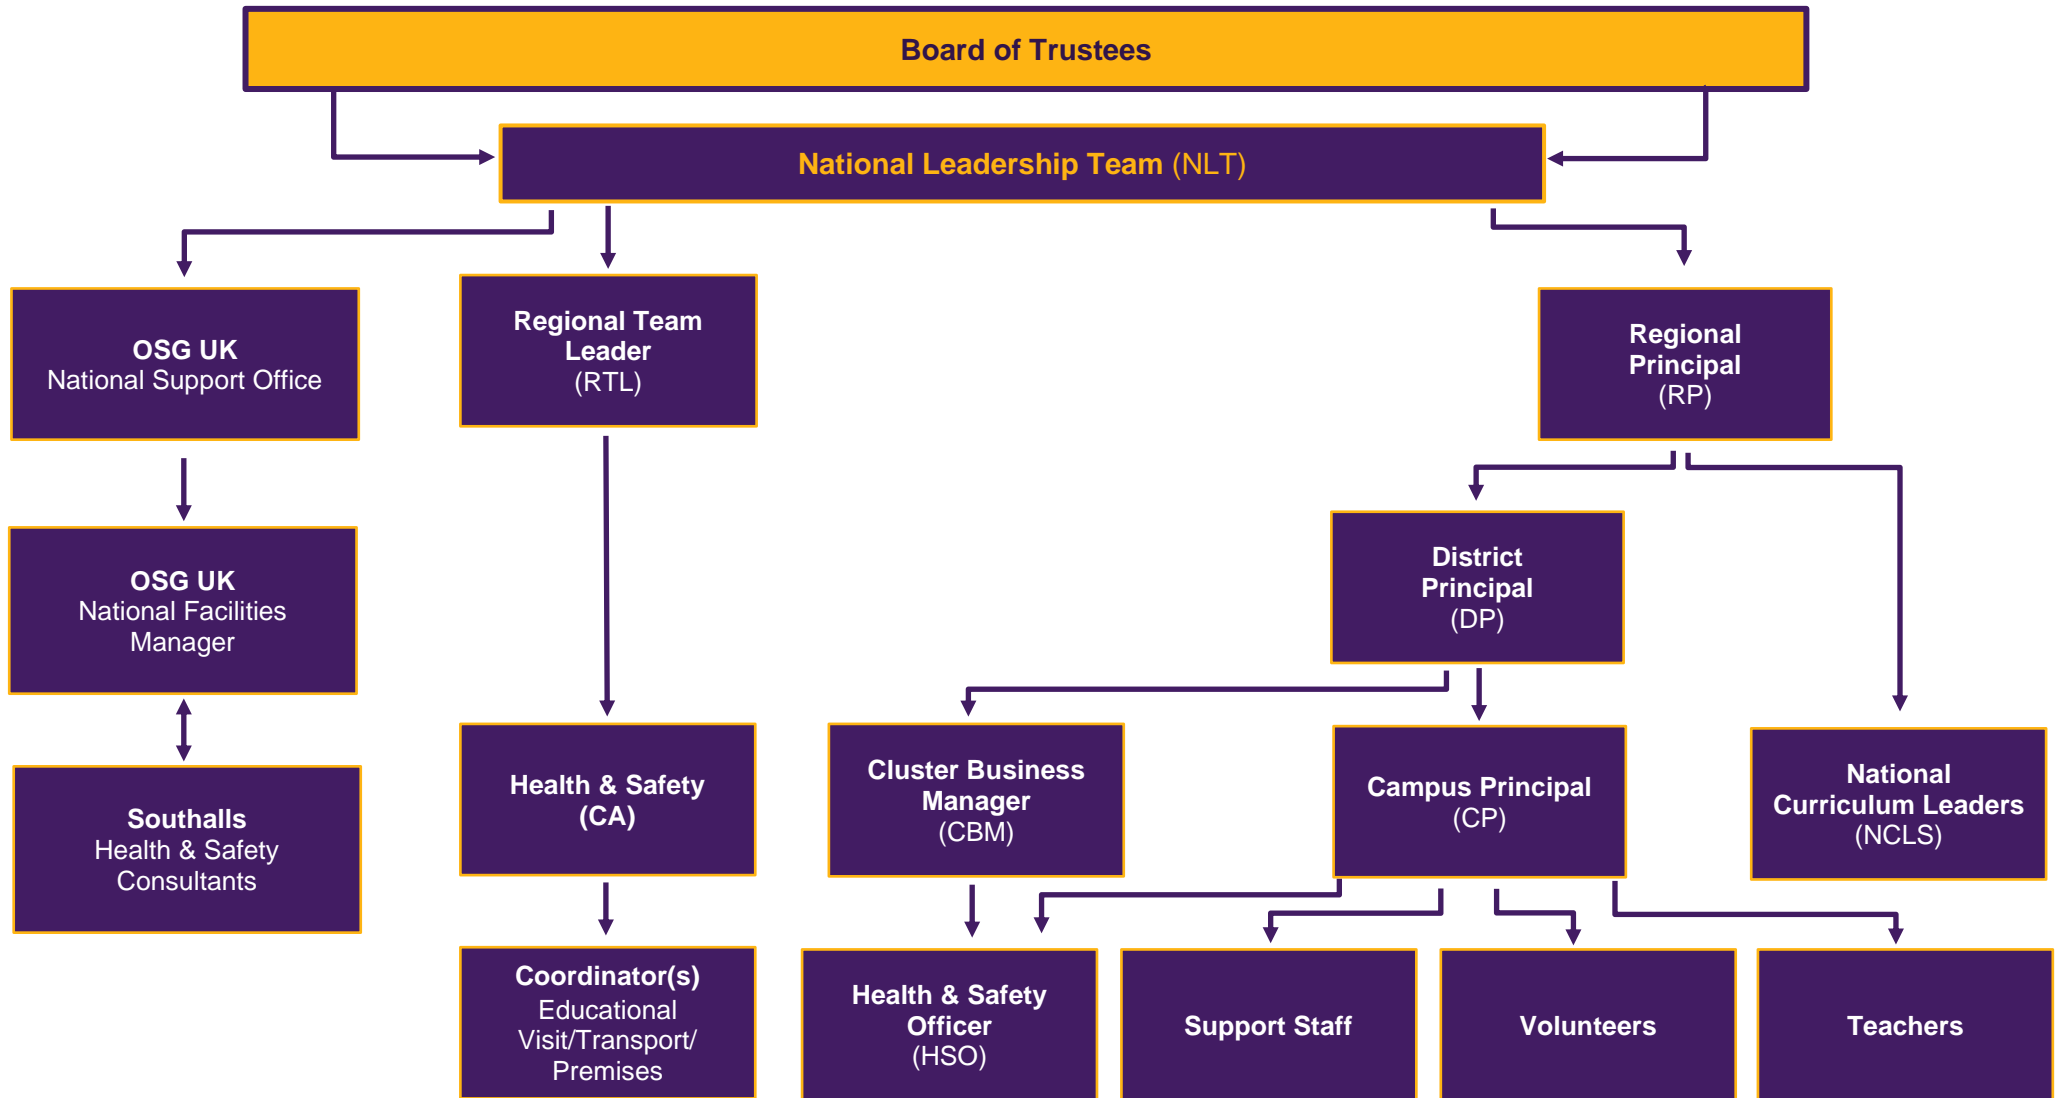 Board of Trustees
National Leadership Team (NLT)
OSG UK
National Support Office
Regional Team
Leader
(RTL)
Regional
Principal
(RP)
OSG UK
National Facilities
Manager
District
Principal
(DP)
Southalls
Health & Safety
Consultants
Health & Safety
(CA)
Cluster Business
Manager
(CBM)
Campus Principal
(CP)
National
Curriculum Leaders
(NCLS)
Coordinator(s)
Educational
Visit/Transport/
Premises
Health & Safety
Officer
(HSO)
Support Staff
Volunteers
Teachers